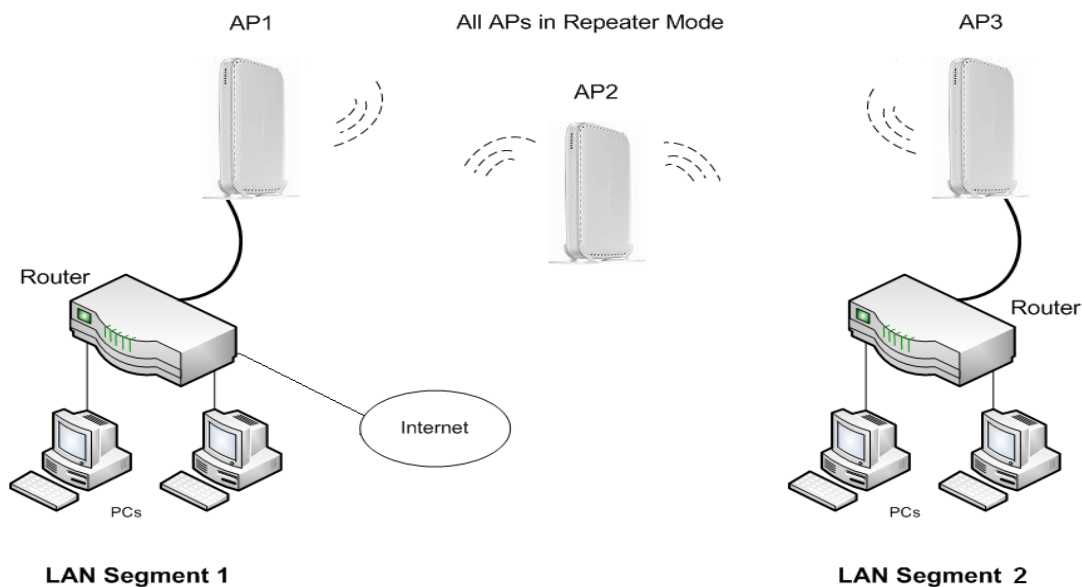 AP1
All APs in Repeater Mode
AP3
AP2
Router
Router
Internet
PCs
PCs
LAN Segment 1
LAN Segment 2